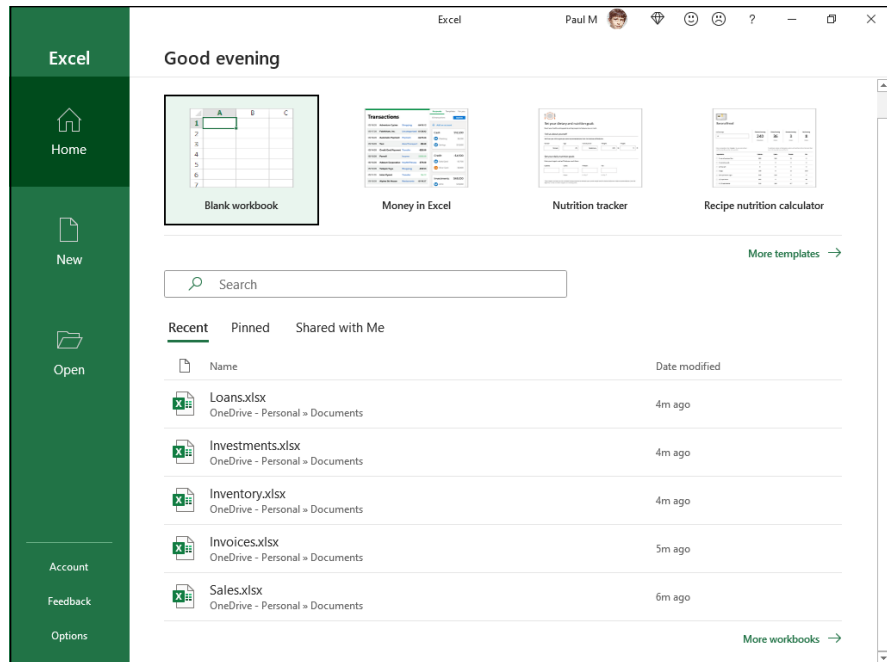 Excel
Paul M
?
Excel
Good evening
Home
New
Open
Account
Feedback
Options
A B C
1
2
3
4
5
6
7
Blank workbook
Transactions
Money in Excel
Nutrition tracker
Recipe nutrition calculator
More templates
Search
Recent Pinned Shared with Me
Name Date modified
Loans.xlsx
OneDrive - Personal » Documents
4m ago
Investments.xlsx
OneDrive - Personal » Documents
4m ago
Inventory.xlsx
OneDrive - Personal » Documents
4m ago
Invoices.xlsx
OneDrive - Personal » Documents
5m ago
Sales.xlsx
OneDrive - Personal » Documents
6m ago
More workbooks